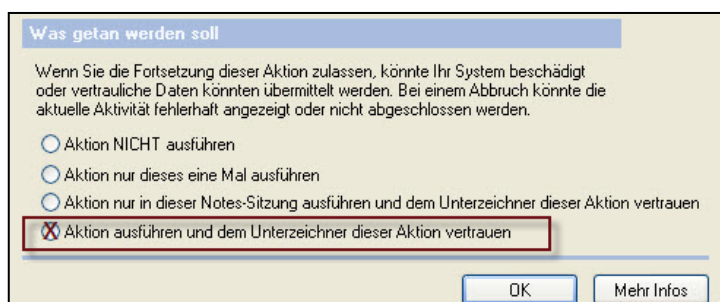 Was getan werden soll
Wenn Sie die Fortsetzung dieser Aktion zulassen, könnte Ihr System beschädigt
oder vertrauliche Daten könnten übermittelt werden. Bei einem Abbruch könnte die
aktuelle Aktivität fehlerhaft angezeigt oder nicht abgeschlossen werden.
Aktion NICHT ausführen
Aktion nur dieses eine Mal ausführen
Aktion nur in dieser Notes-Sitzung ausführen und dem Unterzeichner dieser Aktion vertrauen
Aktion ausführen und dem Unterzeichner dieser Aktion vertrauen
OK Mehr Infos